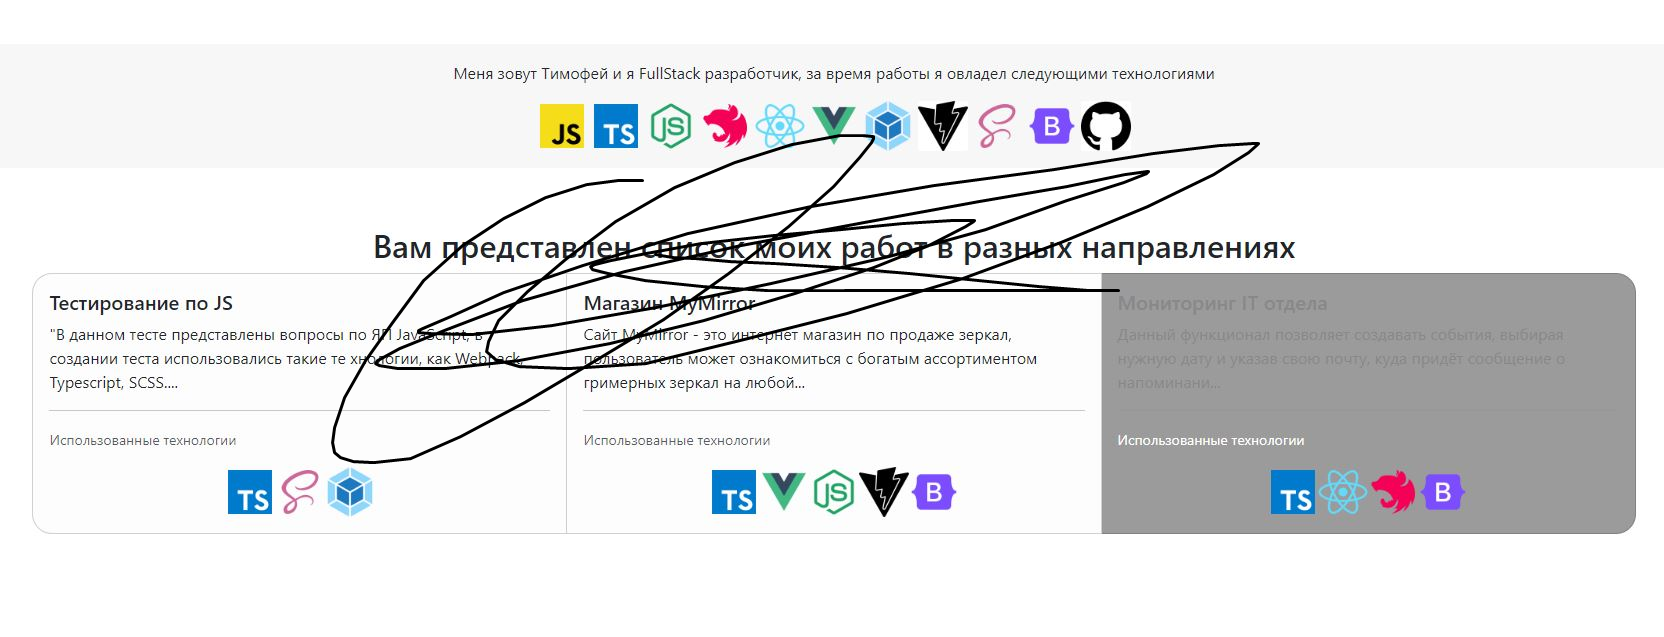 Меня зовут Тимофей и я FullStack разработчик, за время работы я овладел следующими технологиями
JS TS JS B
Вам представлен список моих работ в разных направлениях
Тестирование по JS
"В данном тесте представлены вопросы по ЯП JavaScript, в
создании теста использовались такие те хнологии, как Webpack,
Typescript, SCSS....
Использованные технологии
TS
Магазин MyMirror
Сайт MyMirror - это интернет магазин по продаже зеркал,
пользователь может ознакомиться с богатым ассортиментом
гримерных зеркал на любой...
Использованные технологии
TS JS B
Мониторинг IT отдела
Данный функционал позволяет создавать события, выбирая
нужную дату и указав свою почту, куда придёт сообщение о
напоминани...
Использованные технологии
TS B